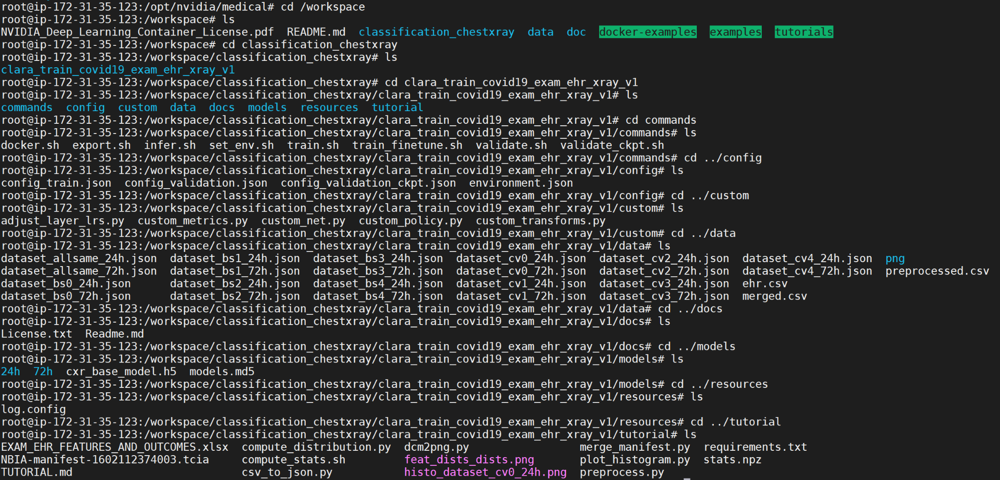 root@ip-172-31-35-123:/opt/nvidia/medical# cd /workspace
root@ip-172-31-35-123:/workspace# ls
NVIDIA_Deep_Learning_Container_License.pdf  README.md  classification_chestxray  data  doc  docker-examples  examples  tutorials
root@ip-172-31-35-123:/workspace# cd classification_chestxray
root@ip-172-31-35-123:/workspace/classification_chestxray# ls
clara_train_covid19_exam_ehr_xray_v1
root@ip-172-31-35-123:/workspace/classification_chestxray# cd clara_train_covid19_exam_ehr_xray_v1
root@ip-172-31-35-123:/workspace/classification_chestxray/clara_train_covid19_exam_ehr_xray_v1# ls
commands  config  custom  data  docs  models  resources  tutorial
root@ip-172-31-35-123:/workspace/classification_chestxray/clara_train_covid19_exam_ehr_xray_v1# cd commands
root@ip-172-31-35-123:/workspace/classification_chestxray/clara_train_covid19_exam_ehr_xray_v1/commands# ls
docker.sh  export.sh  infer.sh  set_env.sh  train.sh  train_finetune.sh  validate.sh  validate_ckpt.sh
root@ip-172-31-35-123:/workspace/classification_chestxray/clara_train_covid19_exam_ehr_xray_v1/commands# cd ../config
root@ip-172-31-35-123:/workspace/classification_chestxray/clara_train_covid19_exam_ehr_xray_v1/config# ls
config_train.json  config_validation.json  config_validation_ckpt.json  environment.json
root@ip-172-31-35-123:/workspace/classification_chestxray/clara_train_covid19_exam_ehr_xray_v1/config# cd ../custom
root@ip-172-31-35-123:/workspace/classification_chestxray/clara_train_covid19_exam_ehr_xray_v1/custom# ls
adjust_layer_lrs.py  custom_metrics.py  custom_net.py  custom_policy.py  custom_transforms.py
root@ip-172-31-35-123:/workspace/classification_chestxray/clara_train_covid19_exam_ehr_xray_v1/custom# cd ../data
root@ip-172-31-35-123:/workspace/classification_chestxray/clara_train_covid19_exam_ehr_xray_v1/data# ls
dataset_allsame_24h.json  dataset_bs1_24h.json  dataset_bs3_24h.json  dataset_cv0_24h.json  dataset_cv2_24h.json  dataset_cv4_24h.json  png
dataset_allsame_72h.json  dataset_bs1_72h.json  dataset_bs3_72h.json  dataset_cv0_72h.json  dataset_cv2_72h.json  dataset_cv4_72h.json  preprocessed.csv
dataset_bs0_24h.json      dataset_bs2_24h.json  dataset_bs4_24h.json  dataset_cv1_24h.json  dataset_cv3_24h.json  ehr.csv
dataset_bs0_72h.json      dataset_bs2_72h.json  dataset_bs4_72h.json  dataset_cv1_72h.json  dataset_cv3_72h.json  merged.csv
root@ip-172-31-35-123:/workspace/classification_chestxray/clara_train_covid19_exam_ehr_xray_v1/data# cd ../docs
root@ip-172-31-35-123:/workspace/classification_chestxray/clara_train_covid19_exam_ehr_xray_v1/docs# ls
License.txt  Readme.md
root@ip-172-31-35-123:/workspace/classification_chestxray/clara_train_covid19_exam_ehr_xray_v1/docs# cd ../models
root@ip-172-31-35-123:/workspace/classification_chestxray/clara_train_covid19_exam_ehr_xray_v1/models# ls
24h  72h  cxr_base_model.h5  models.md5
root@ip-172-31-35-123:/workspace/classification_chestxray/clara_train_covid19_exam_ehr_xray_v1/models# cd ../resources
root@ip-172-31-35-123:/workspace/classification_chestxray/clara_train_covid19_exam_ehr_xray_v1/resources# ls
log.config
root@ip-172-31-35-123:/workspace/classification_chestxray/clara_train_covid19_exam_ehr_xray_v1/resources# cd ../tutorial
root@ip-172-31-35-123:/workspace/classification_chestxray/clara_train_covid19_exam_ehr_xray_v1/tutorial# ls
EXAM_EHR_FEATURES_AND_OUTCOMES.xlsx  compute_distribution.py  dcm2png.py                 merge_manifest.py  requirements.txt
NBIA-manifest-1602112374003.tcia     compute_stats.sh         feat_dists_dists.png       plot_histogram.py  stats.npz
TUTORIAL.md                          csv_to_json.py           histo_dataset_cv0_24h.png  preprocess.py